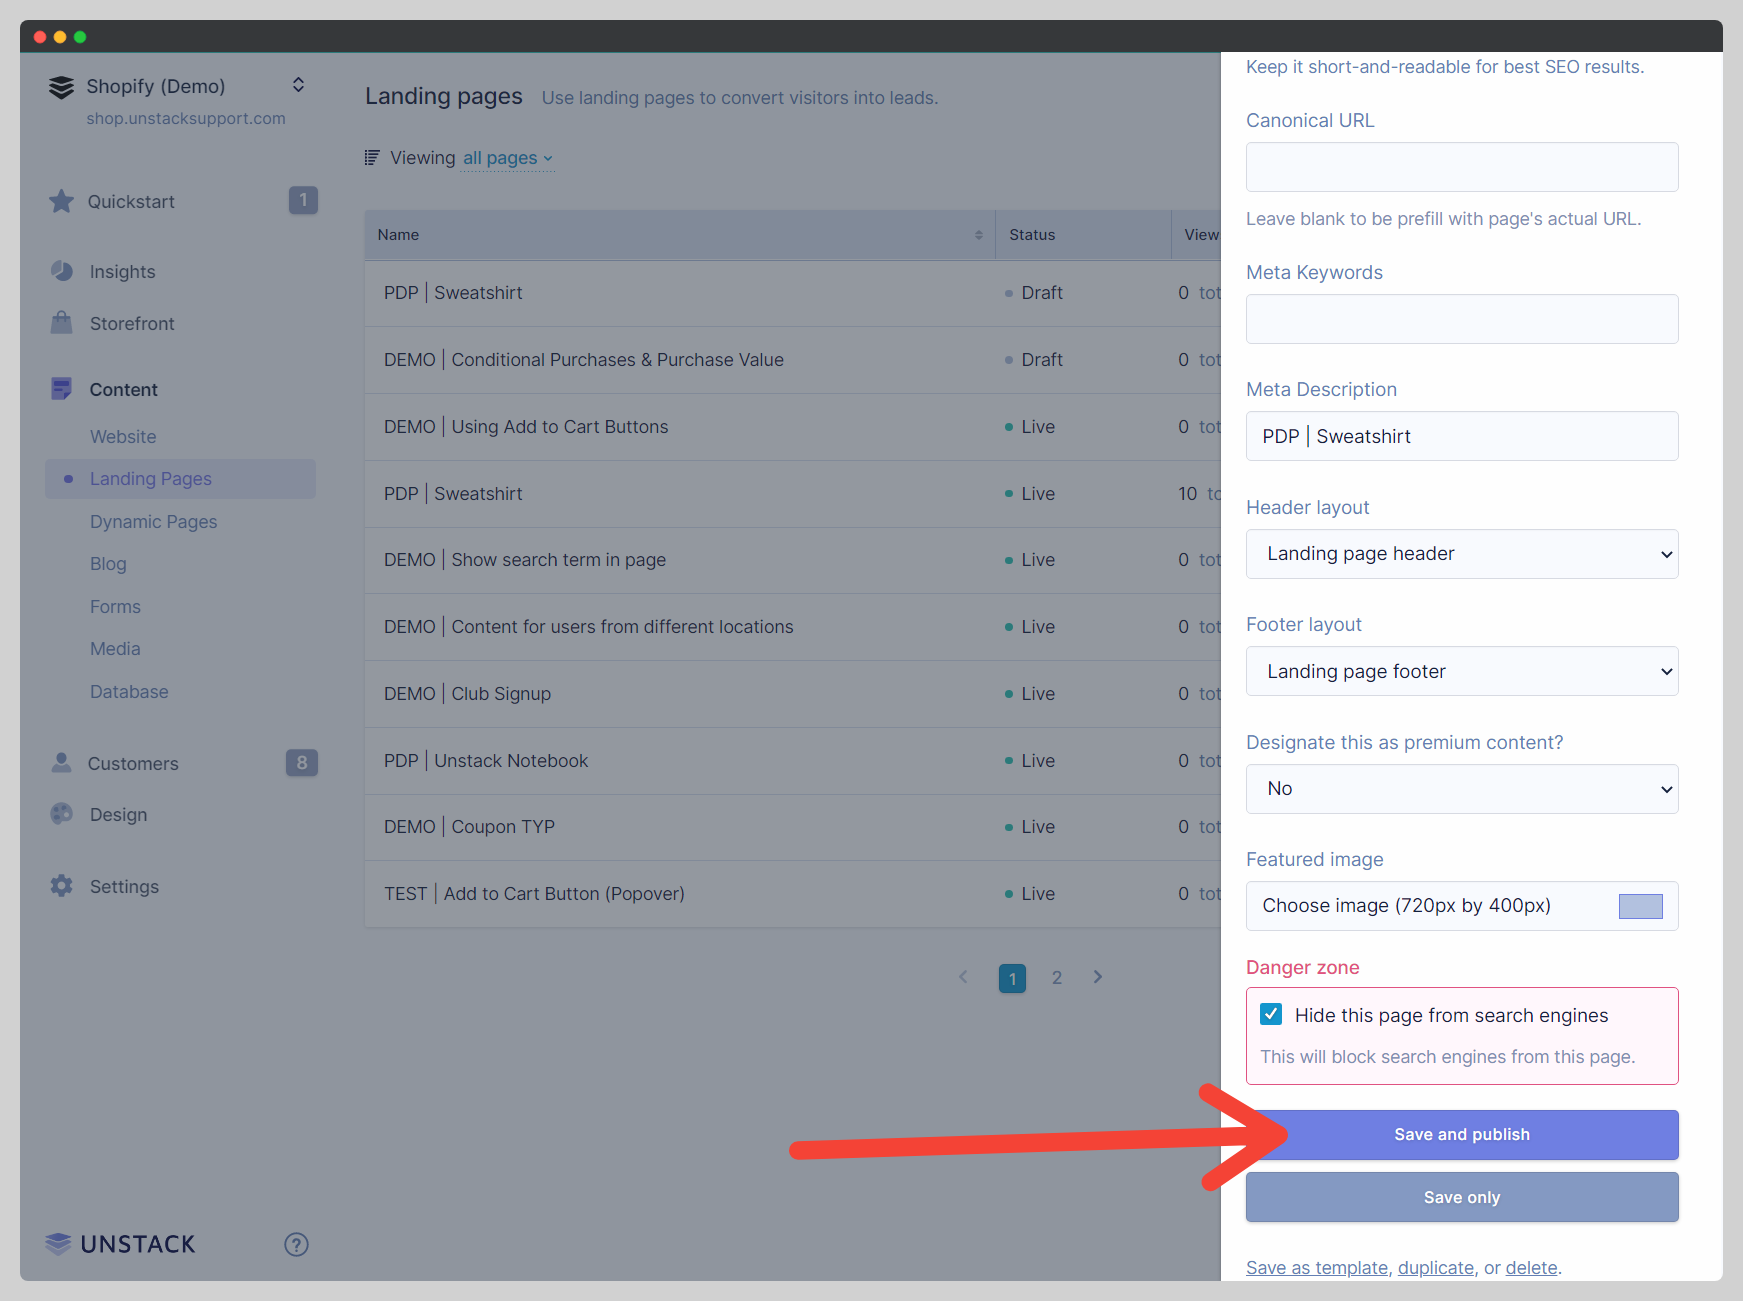 Shopify (Demo)
shop.unstacksupport.com
Quickstart 1
Insights
Storefront
Content
Website
Landing Pages
Dynamic Pages
Blog
Forms
Media
Database
Customers 8
Design
Settings
UNSTACK ?
Landing pages Use landing pages to convert visitors into leads.
Viewing all pages
Name Status View
PDP | Sweatshirt Draft 0 tot
DEMO | Conditional Purchases & Purchase Value Draft 0 tot
DEMO | Using Add to Cart Buttons Live 0 tot
PDP | Sweatshirt Live 10 to
DEMO | Show search term in page Live 0 tot
DEMO | Content for users from different locations Live 0 tot
DEMO | Club Signup Live 0 tot
PDP | Unstack Notebook Live 0 tot
DEMO | Coupon TYP Live 0 tot
TEST | Add to Cart Button (Popover) Live 0 tot
1 2
Keep it short-and-readable for best SEO results.
Canonical URL
Leave blank to be prefill with page's actual URL.
Meta Keywords
Meta Description
PDP | Sweatshirt
Header layout
Landing page header
Footer layout
Landing page footer
Designate this as premium content?
No
Featured image
Choose image (720px by 400px)
Danger zone
Hide this page from search engines
This will block search engines from this page.
Save and publish
Save only
Save as template, duplicate, or delete.